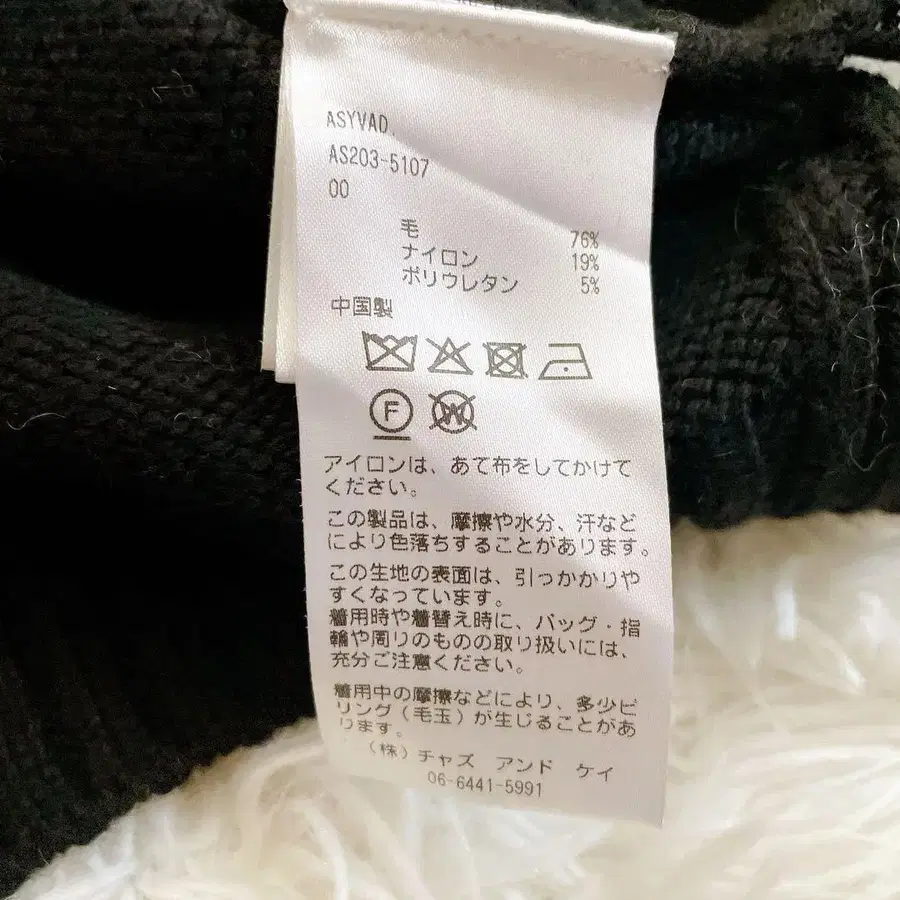 ASYVAD.
AS203-5107
00
毛 76%
ナイロン 19%
ポリウレタン 5%
中国製
F
W
アイロンは、あて布をしてかけて
ください。
この製品は、摩擦や水分、汗など
により色落ちすることがあります。
この生地の表面は、引っかかりや
すくなっています。
着用時や着替え時に、バッグ・指
輪や周りのものの取り扱いには、
充分ご注意ください。
着用中の摩擦などにより、多少ピ
リング(毛玉)が生じることがあ
ります。
(株)チャズ アンド ケイ
06-6441-5991